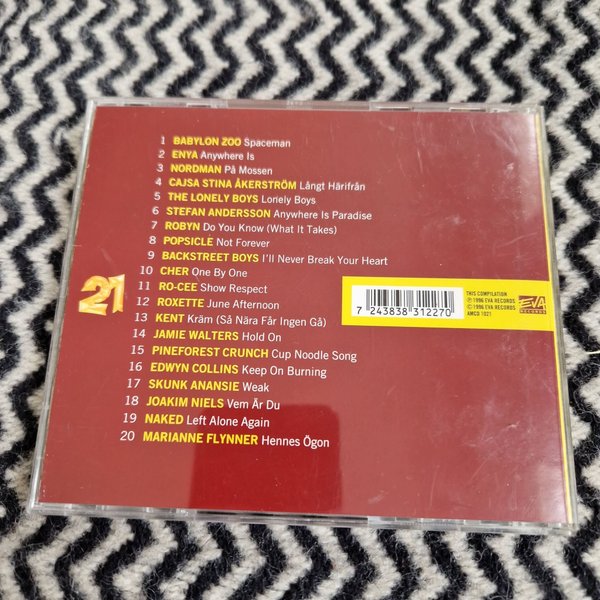 1 BABYLON ZOO Spaceman
2 ENYA Anywhere Is
3 NORDMAN På Mossen
4 CAJSA STINA ÅKERSTRÖM Långt Härifrån
5 THE LONELY BOYS Lonely Boys
6 STEFAN ANDERSSON Anywhere Is Paradise
7 ROBYN Do You Know (What It Takes)
8 POPSICLE Not Forever
9 BACKSTREET BOYS I'll Never Break Your Heart
10 CHER One By One
11 RO-CEE Show Respect
12 ROXETTE June Afternoon
13 KENT Kräm (Så Nära Får Ingen Gå)
14 JAMIE WALTERS Hold On
15 PINEFOREST CRUNCH Cup Noodle Song
16 EDWYN COLLINS Keep On Burning
17 SKUNK ANANSIE Weak
18 JOAKIM NIELS Vem Är Du
19 NAKED Left Alone Again
20 MARIANNE FLYNNER Hennes Ögon
21
7 243838 312270
THIS COMPILATION
℗ 1996 EVA RECORDS
© 1996 EVA RECORDS
AMCD 1021
EVA
RECORDS